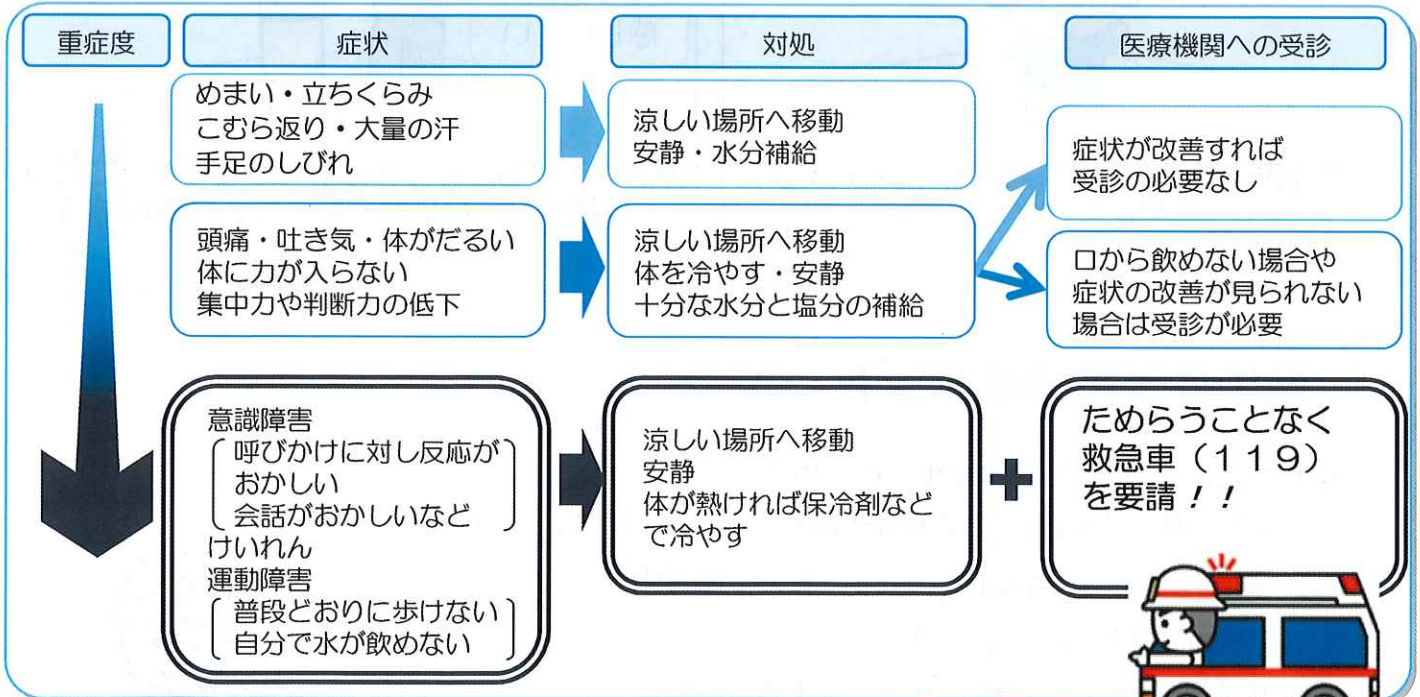 重症度
症状
対処
医療機関への受診
めまい・立ちくらみ
こむら返り・大量の汗
手足のしびれ
涼しい場所へ移動
安静・水分補給
症状が改善すれば
受診の必要なし
頭痛・吐き気・体がだるい
体に力が入らない
集中力や判断力の低下
涼しい場所へ移動
体を冷やす・安静
十分な水分と塩分の補給
口から飲めない場合や
症状の改善が見られない
場合は受診が必要
意識障害
呼びかけに対し反応が
おかしい
会話がおかしいなど
けいれん
運動障害
普段どおりに歩けない
自分で水が飲めない
涼しい場所へ移動
安静
体が熱ければ保冷剤など
で冷やす
ためらうことなく
救急車（119）
を要請！！